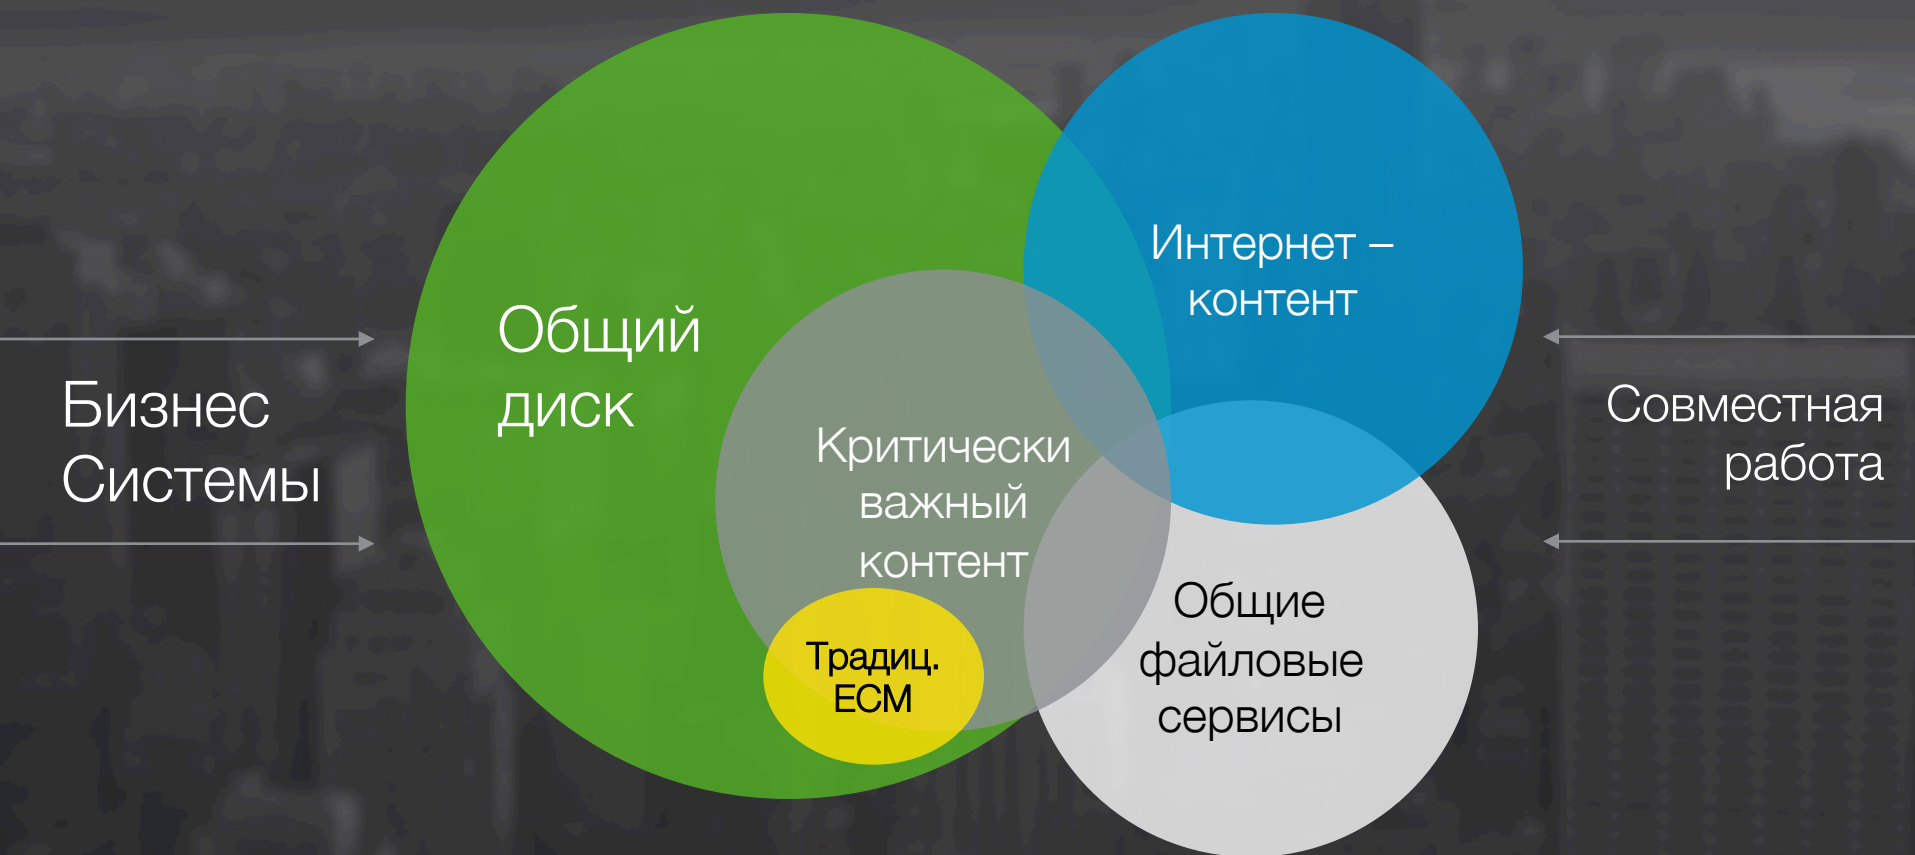 Бизнес
Системы
Общий
диск
Критически
важный
контент
Традиц.
ECM
Интернет –
контент
Общие
файловые
сервисы
Совместная
работа